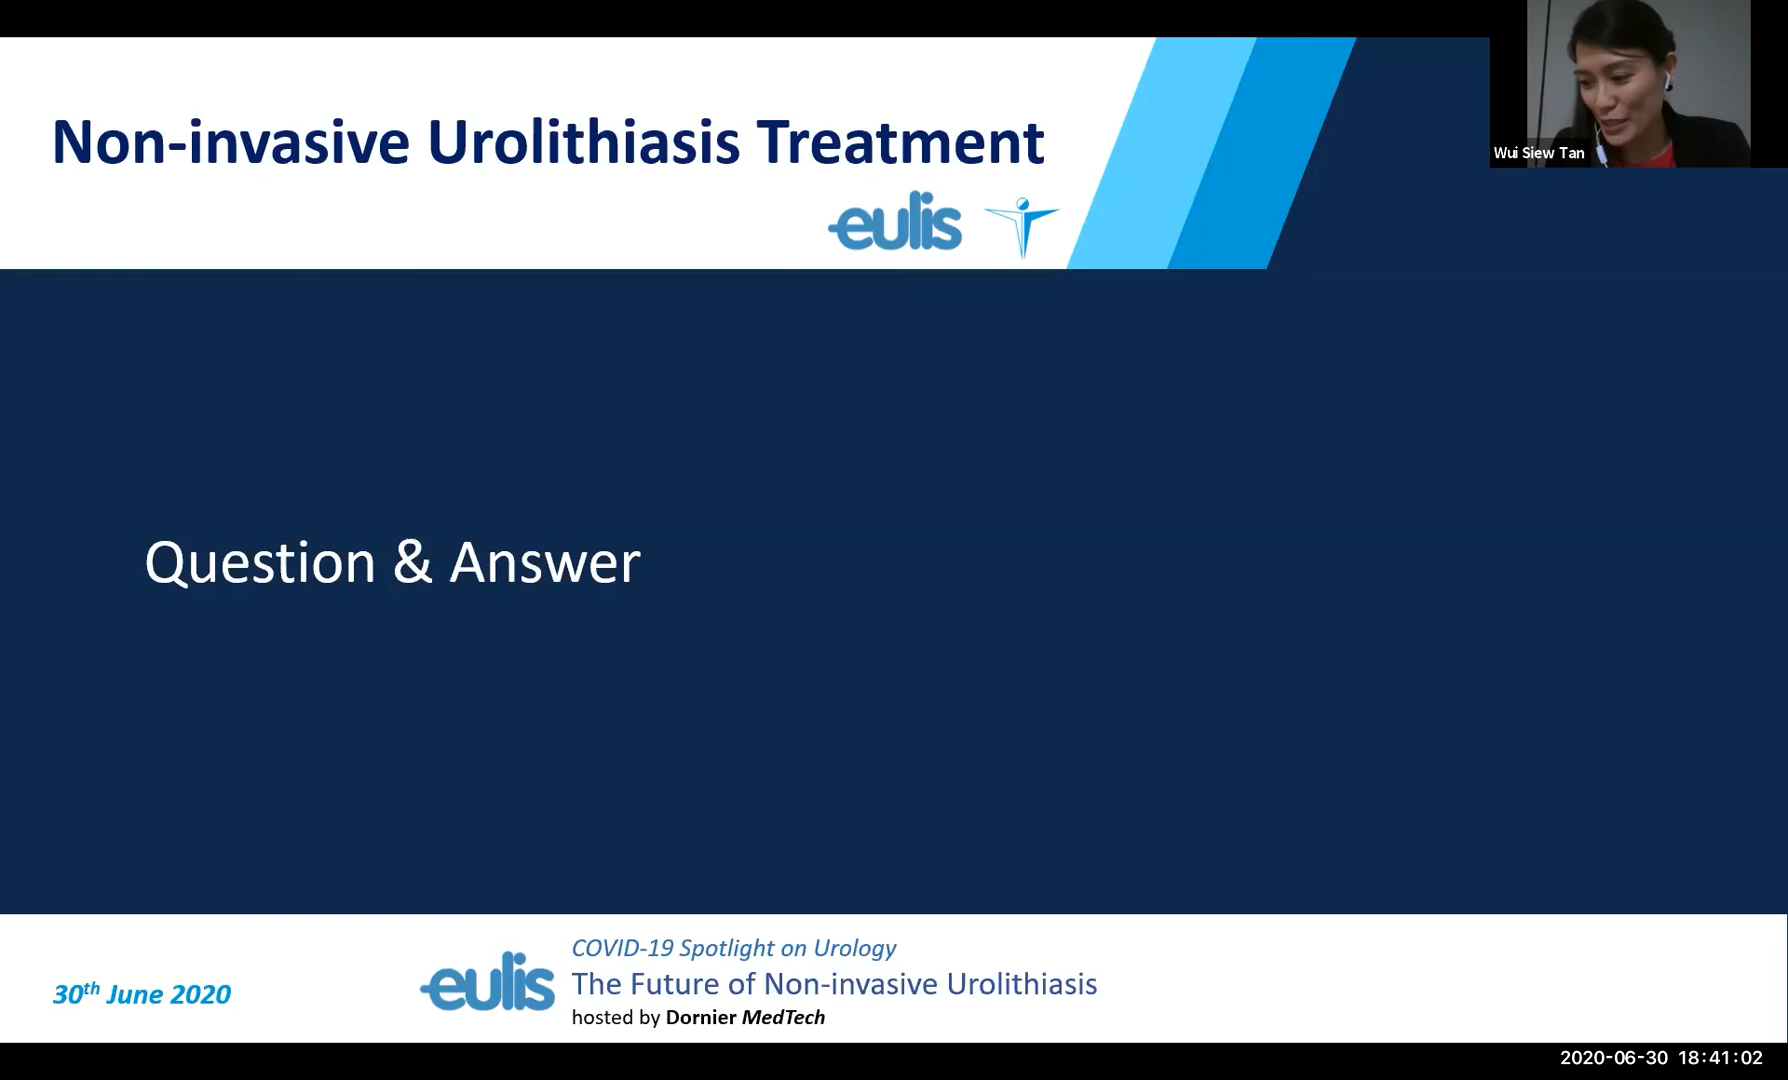 Non-invasive Urolithiasis Treatment
Wui Siew Tan
eulis
Question & Answer
30th June 2020
eulis
COVID-19 Spotlight on Urology
The Future of Non-invasive Urolithiasis
hosted by Dornier MedTech
2020-06-30 18:41:02